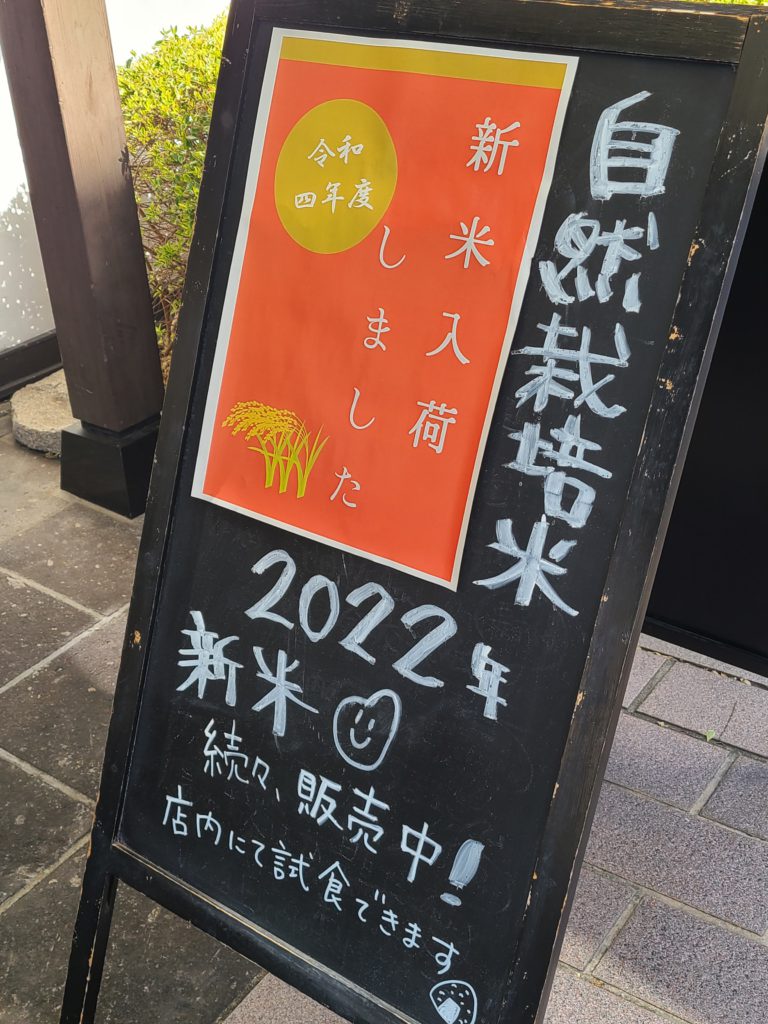 自然栽培米
新米入荷
しました
令和
四年度
2022年
新米
続々、販売中!
店内にて試食できます